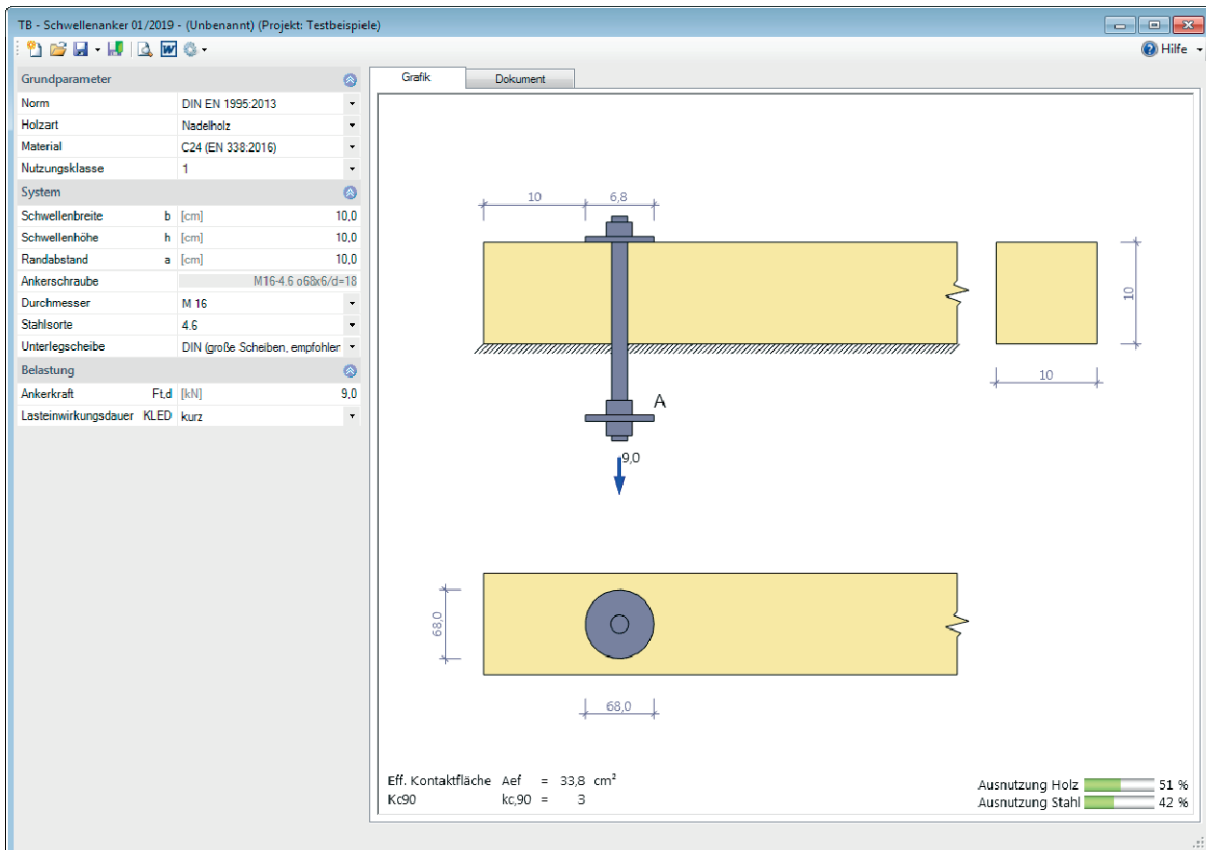 TB - Schwellenanker 01/2019 - (Unbenannt) (Projekt: Testbeispiele)
Hilfe
Grundparameter
Norm DIN EN 1995:2013
Holzart Nadelholz
Material C24 (EN 338:2016)
Nutzungsklasse 1
System
Schwellenbreite b [cm] 10,0
Schwellenhöhe h [cm] 10,0
Randabstand a [cm] 10,0
Ankerschraube M16-4.6 o68x6/d=18
Durchmesser M 16
Stahlsorte 4.6
Unterlegscheibe DIN (große Scheiben, empfohler
Belastung
Ankerkraft Ft,d [kN] 9,0
Lasteinwirkungsdauer KLED kurz
Grafik Dokument
10 6,8
10
10
A
9,0
68,0
68,0
Eff. Kontaktfläche Aef = 33,8 cm²
Kc90 kc,90 = 3
Ausnutzung Holz 51 %
Ausnutzung Stahl 42 %